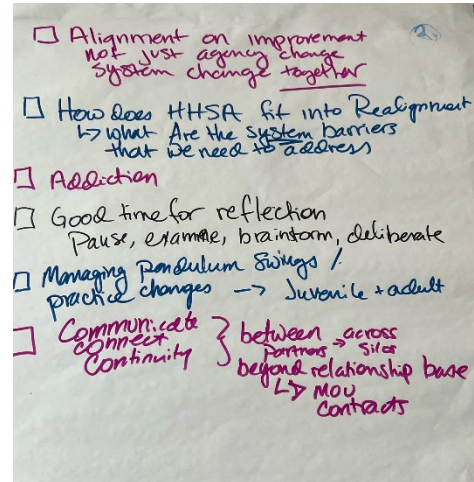 2
Alignment on improvement
not just agency change
system change together
How does HHSA fit into Realignment
↳ what Are the system barriers
that we need to address
Addiction
Good time for reflection
Pause, examine, brainstorm, deliberate
Managing Pendulum Swings /
practice changes → Juvenile + adult
Communicate
connect
Continuity
between → across
Partners silos
beyond relationship base
↳ MOU
contracts